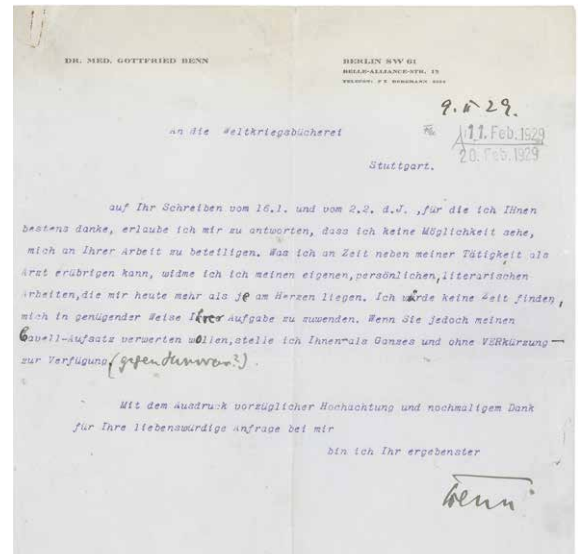 DR. MED. GOTTFRIED BENN
BERLIN SW 61
BELLE-ALLIANCE-STR. 12
9. II 29.
An die Weltkriegsbücherei
11. Feb. 1929
20. Feb. 1929
Stuttgart.
auf Ihr Schreiben vom 16.1. und vom 2.2. d.J. ,für die ich IHnen
bestens danke, erlaube ich mir zu antworten, dass ich keine Möglichkeit sehe,
mich an Ihrer Arbeit zu beteiligen. Was ich an Zeit neben meiner Tätigkeit als
Arzt erübrigen kann, widme ich ich meinen eigenen,persönlichen,literarischen
Arbeiten,die mir heute mehr als je am Herzen liegen. Ich würde keine Zeit finden,
mich in genügender Weise Ihrer Aufgabe zu zuwenden. Wenn Sie jedoch meinen
Cavell-Aufsatz verwerten wollen,stelle ich Ihnen-als Ganzes und ohne VERkürzung—
zur Verfügung (gegen Honorar?).
Mit dem Ausdruck vorzüglicher Hochachtung und nochmaligem Dank
für Ihre liebenswürdige Anfrage bei mir
bin ich Ihr ergebenster
Benn